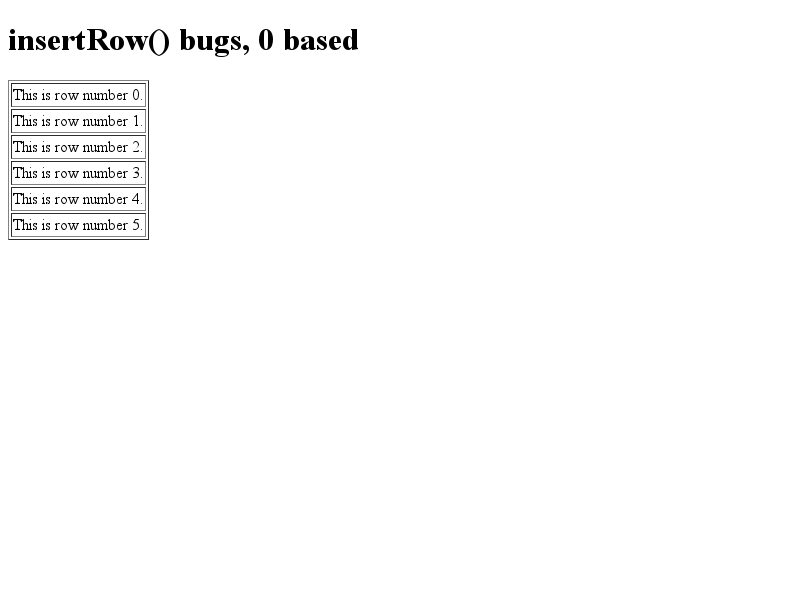 insertRow() bugs, 0 based
This is row number 0.
This is row number 1.
This is row number 2.
This is row number 3.
This is row number 4.
This is row number 5.